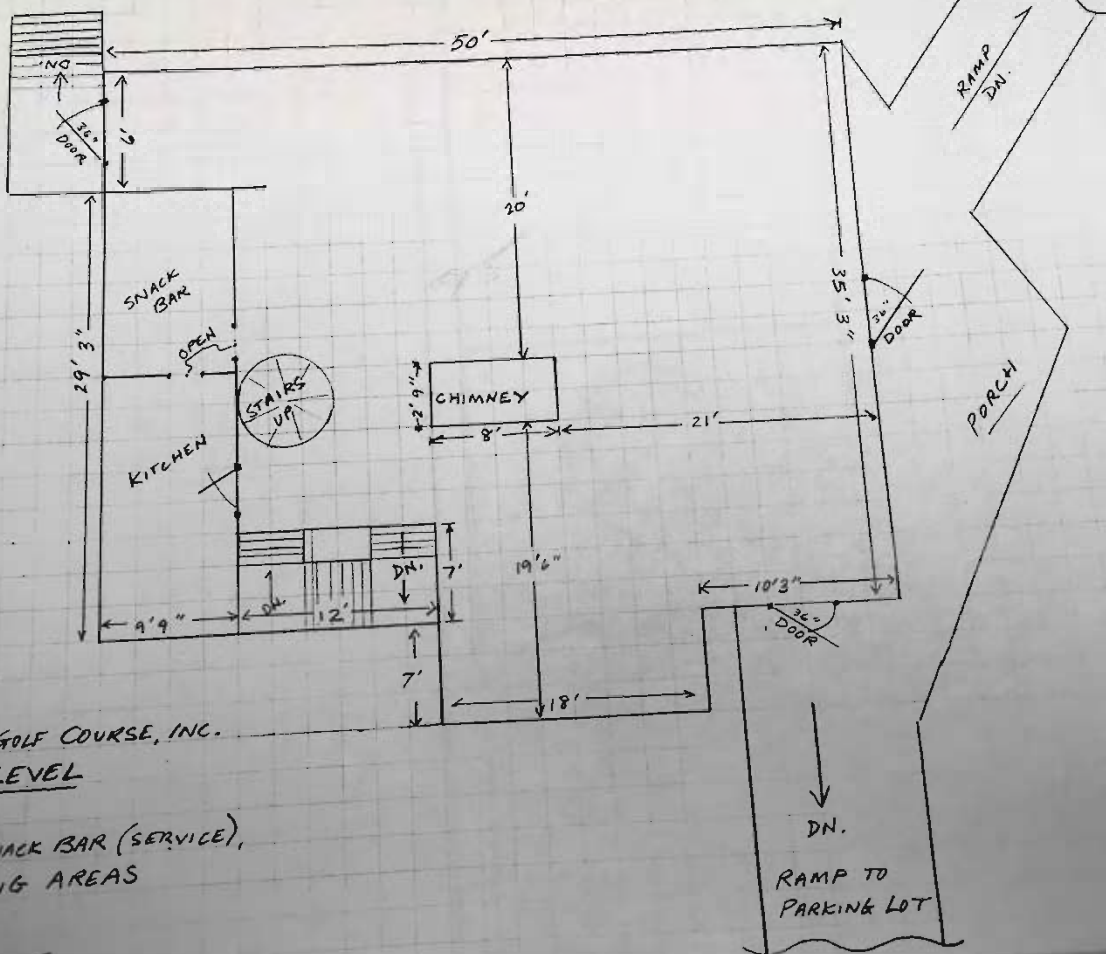 50'
DN.
36"
DOOR
6'
RAMP
DN.
20'
SNACK
BAR
OPEN
29' 3"
35' 3"
36"
DOOR
STAIRS
UP
2' 9"
CHIMNEY
8'
21'
PORCH
KITCHEN
DN.
DN.
7'
19'6"
9'9"
12'
10'3"
36"
DOOR
7'
18'
GOLF COURSE, INC.
LEVEL
BAR (SERVICE),
AREAS
DN.
RAMP TO
PARKING LOT